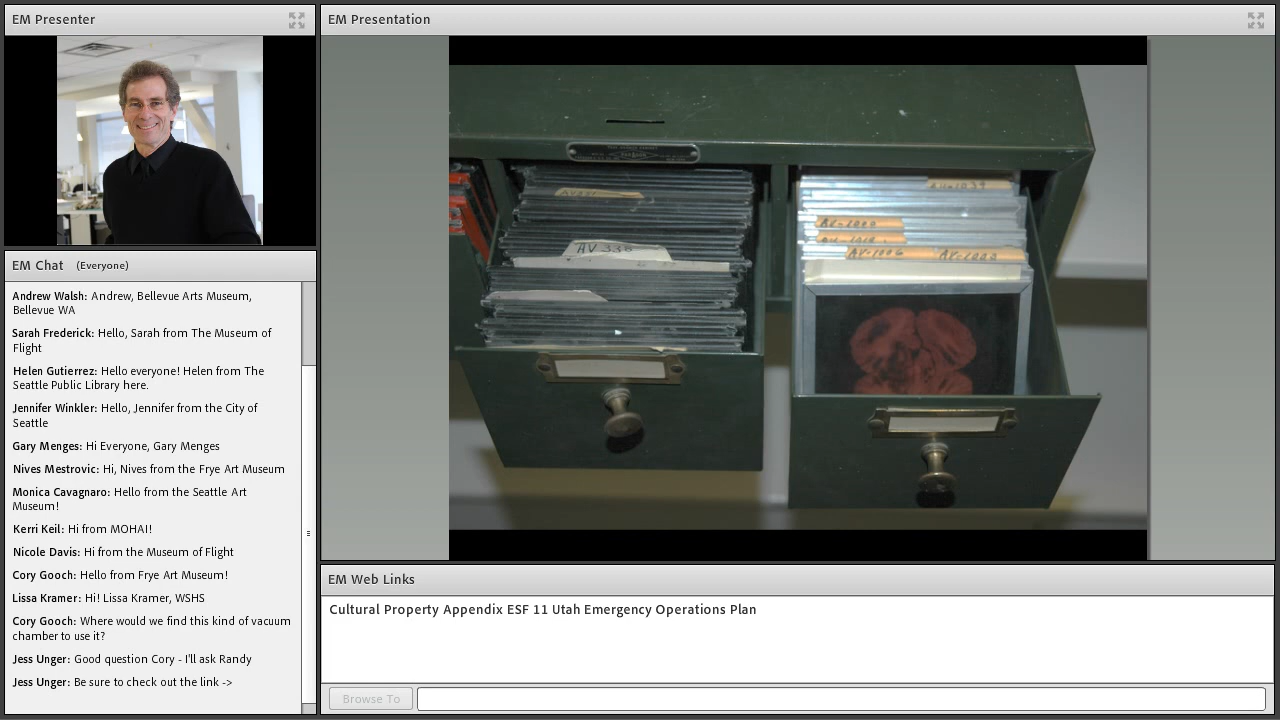 EM Presenter
EM Presentation
AV 338
AV-1039
AV-1006
EM Chat (Everyone)
Andrew Walsh: Andrew, Bellevue Arts Museum,
Bellevue WA
Sarah Frederick: Hello, Sarah from The Museum of
Flight
Helen Gutierrez: Hello everyone! Helen from The
Seattle Public Library here.
Jennifer Winkler: Hello, Jennifer from the City of
Seattle
Gary Menges: Hi Everyone, Gary Menges
Nives Mestrovic: Hi, Nives from the Frye Art Museum
Monica Cavagnaro: Hello from the Seattle Art
Museum!
Kerri Keil: Hi from MOHAI!
Nicole Davis: Hi from the Museum of Flight
Cory Gooch: Hello from Frye Art Museum!
Lissa Kramer: Hi! Lissa Kramer, WSHS
Cory Gooch: Where would we find this kind of vacuum
chamber to use it?
Jess Unger: Good question Cory - I'll ask Randy
Jess Unger: Be sure to check out the link ->
EM Web Links
Cultural Property Appendix ESF 11 Utah Emergency Operations Plan
Browse To